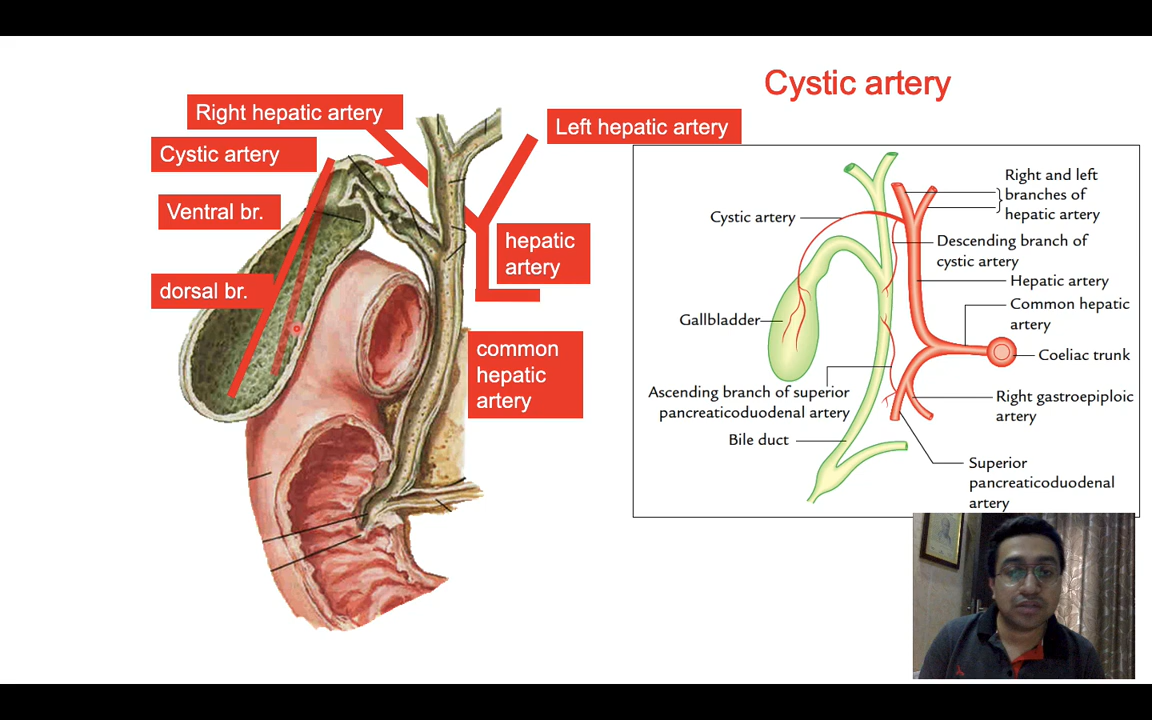 Cystic artery
Right hepatic artery
Left hepatic artery
Cystic artery
Ventral br.
hepatic
artery
dorsal br.
common
hepatic
artery
Right and left
branches of
hepatic artery
Cystic artery
Descending branch of
cystic artery
Hepatic artery
Common hepatic
artery
Gallbladder
Coeliac trunk
Ascending branch of superior
pancreaticoduodenal artery
Right gastroepiploic
artery
Bile duct
Superior
pancreaticoduodenal
artery